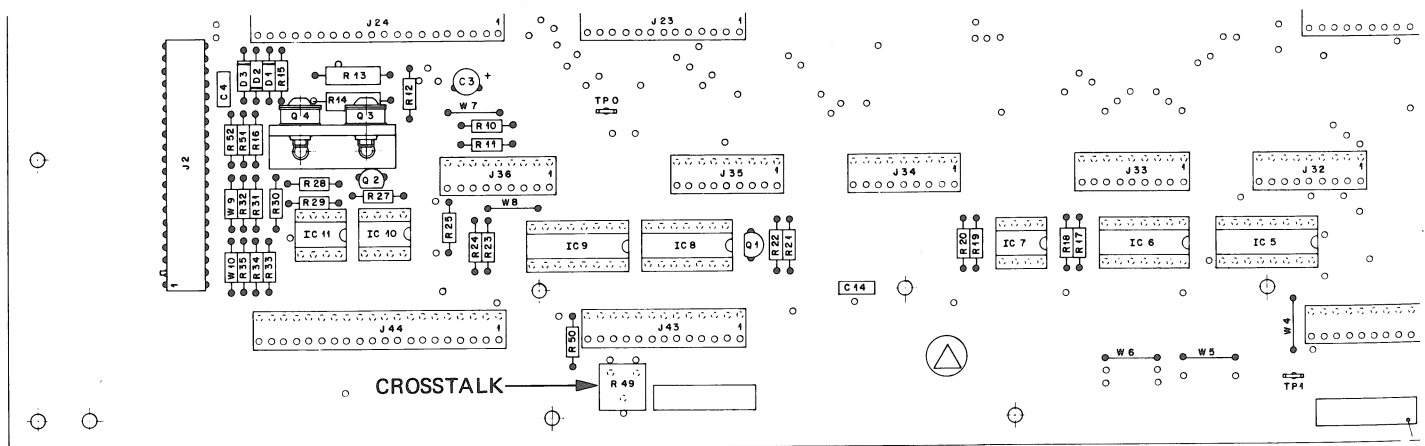 J24 1
J23 1
J2
1
C4
D3
D2
D1
R15
R13
R14
R12
C3 +
W7
TP0
Q4
Q3
R10
R11
R52
R51
R16
J36 1
J35 1
J34 1
J33 1
J32 1
Q2
R28
R27
R29
W9
R32
R31
R30
W8
R25
IC11
IC10
R24
R23
IC9
IC8
Q1
R22
R21
R20
R19
IC7
R18
R17
IC6
IC5
W10
R35
R34
R33
C14
J44 1
R50
J43 1
W4
W6
W5
CROSSTALK
R49
TP1